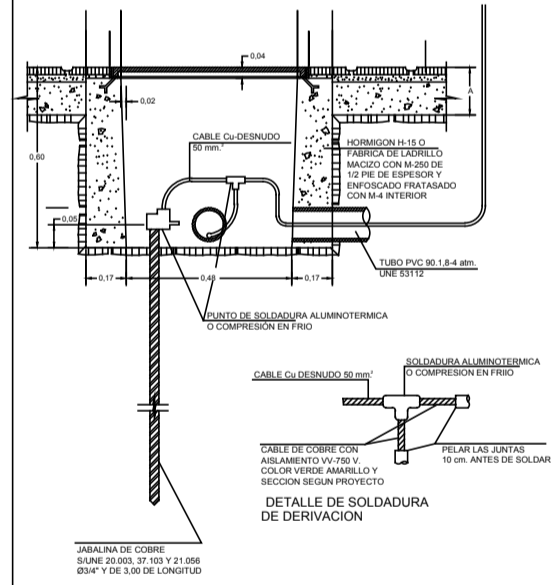 0,04
0,02
A
CABLE Cu-DESNUDO
50 mm.²
HORMIGON H-15 O
FABRICA DE LADRILLO
MACIZO CON M-250 DE
1/2 PIE DE ESPESOR Y
ENFOSCADO FRATASADO
CON M-4 INTERIOR
0,60
0,05
TUBO PVC 90.1,8-4 atm.
UNE 53112
0,17
0,48
0,17
PUNTO DE SOLDADURA ALUMINOTERMICA
O COMPRESIÓN EN FRIO
SOLDADURA ALUMINOTERMICA
O COMPRESION EN FRIIO
CABLE Cu DESNUDO 50 mm.²
CABLE DE COBRE CON
AISLAMIENTO VV-750 V.
COLOR VERDE AMARILLO Y
SECCION SEGUN PROYECTO
PELAR LAS JUNTAS
10 cm. ANTES DE SOLDAR
DETALLE DE SOLDADURA
DE DERIVACION
JABALINA DE COBRE
S/UNE 20.003, 37.103 Y 21.056
Ø3/4" Y DE 3,00 DE LONGITUD